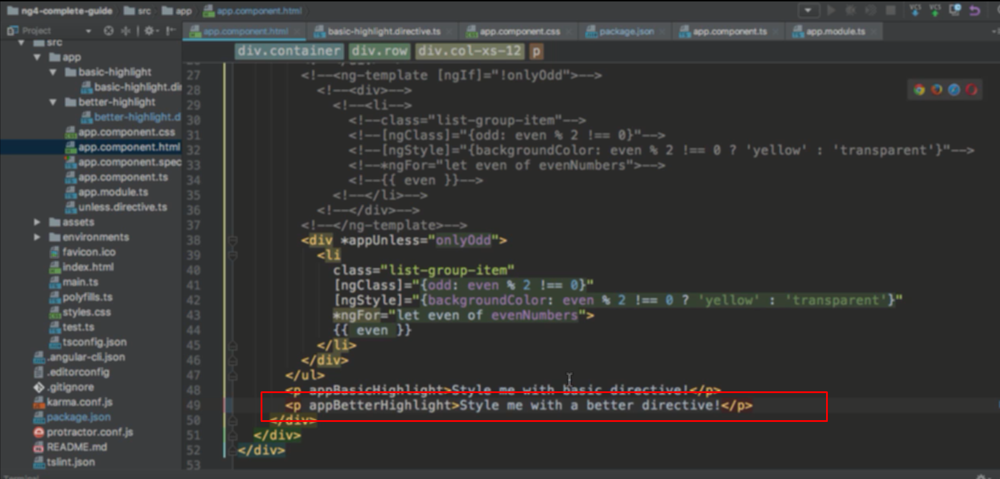 ng4-complete-guide src app app.component.html
Project
app.component.html basic-highlight.directive.ts app.component.css package.json app.component.ts app.module.ts
div.container div.row div.col-xs-12 p
src
app
basic-highlight
basic-highlight.di
better-highlight
better-highlight.d
app.component.css
app.component.html
app.component.spec
app.component.ts
app.module.ts
unless.directive.ts
assets
environments
favicon.ico
index.html
main.ts
polyfills.ts
styles.css
test.ts
tsconfig.json
.angular-cli.json
.editorconfig
.gitignore
karma.conf.js
package.json
protractor.conf.js
README.md
tslint.json
27 <!--<ng-template [ngIf]="!onlyOdd">-->
28 <!--<div>-->
29 <!--<li-->
30 <!--class="list-group-item"-->
31 <!--[ngClass]="{odd: even % 2 !== 0}"-->
32 <!--[ngStyle]="{backgroundColor: even % 2 !== 0 ? 'yellow' : 'transparent'}"-->
33 <!--*ngFor="let even of evenNumbers">-->
34 <!--{{ even }}-->
35 <!--</li>-->
36 <!--</div>-->
37 <!--</ng-template>-->
38 <div *appUnless="onlyOdd">
39 <li
40 class="list-group-item"
41 [ngClass]="{odd: even % 2 !== 0}"
42 [ngStyle]="{backgroundColor: even % 2 !== 0 ? 'yellow' : 'transparent'}"
43 *ngFor="let even of evenNumbers">
44 {{ even }}
45 </li>
46 </div>
47 </ul>
48 <p appBasicHighlight>Style me with basic directive!</p>
49 <p appBetterHighlight>Style me with a better directive!</p>
50 </div>
51 </div>
52 </div>
53
Terminal